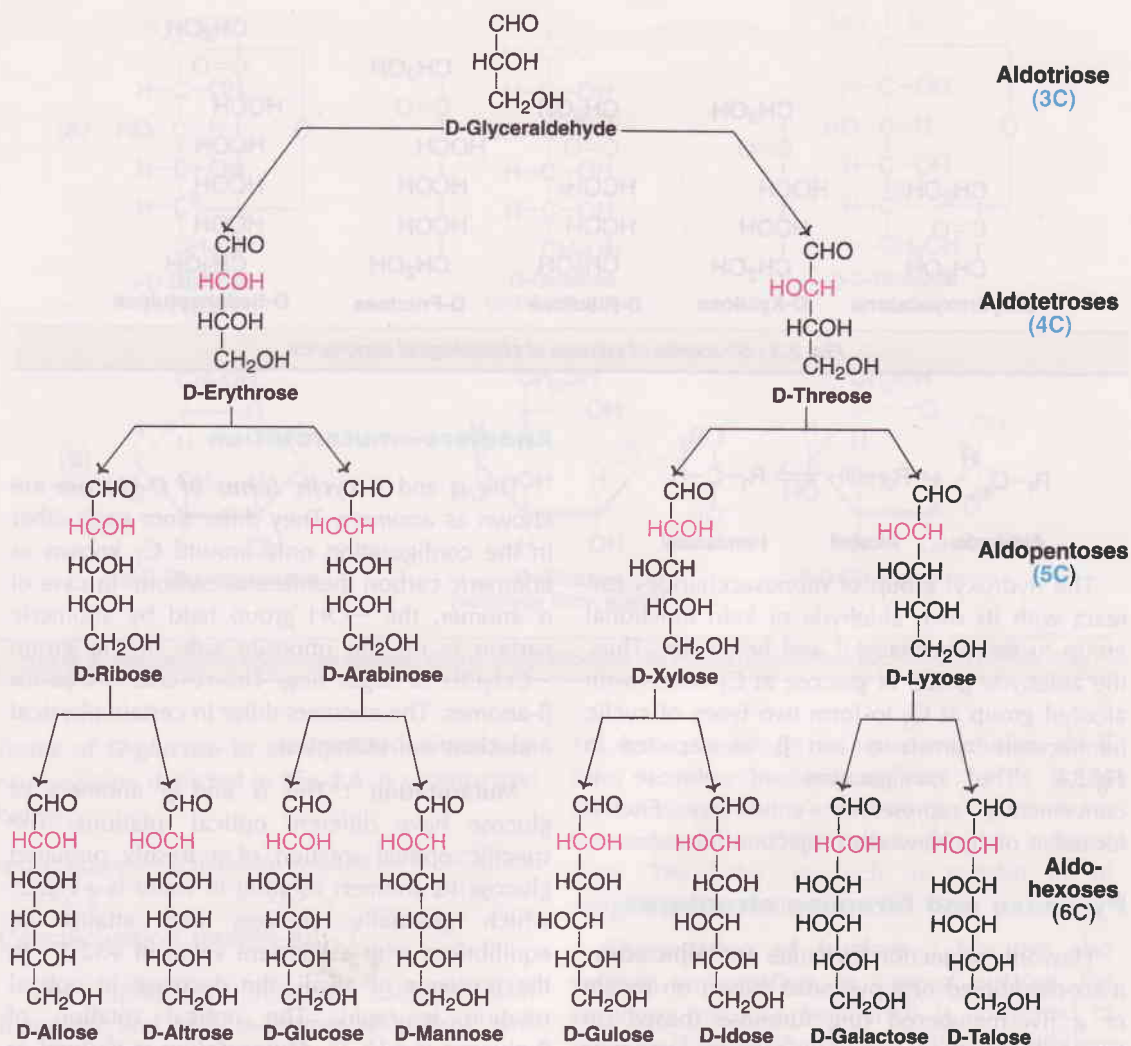 CHO
HCOH
CH₂OH
D-Glyceraldehyde
Aldotriose
(3C)
CHO
HCOH
HCOH
CH₂OH
D-Erythrose
CHO
HOCH
HCOH
CH₂OH
D-Threose
Aldotetroses
(4C)
CHO
HCOH
HCOH
HCOH
CH₂OH
D-Ribose
CHO
HOCH
HCOH
HCOH
CH₂OH
D-Arabinose
CHO
HCOH
HOCH
HCOH
CH₂OH
D-Xylose
CHO
HOCH
HOCH
HCOH
CH₂OH
D-Lyxose
Aldopentoses
(5C)
CHO
HCOH
HCOH
HCOH
HCOH
CH₂OH
D-Allose
CHO
HOCH
HCOH
HCOH
HCOH
CH₂OH
D-Altrose
CHO
HCOH
HOCH
HCOH
HCOH
CH₂OH
D-Glucose
CHO
HOCH
HOCH
HCOH
HCOH
CH₂OH
D-Mannose
CHO
HCOH
HCOH
HOCH
HCOH
CH₂OH
D-Gulose
CHO
HOCH
HCOH
HOCH
HCOH
CH₂OH
D-Idose
CHO
HCOH
HOCH
HOCH
HCOH
CH₂OH
D-Galactose
CHO
HOCH
HOCH
HOCH
HCOH
CH₂OH
D-Talose
Aldo-
hexoses
(6C)